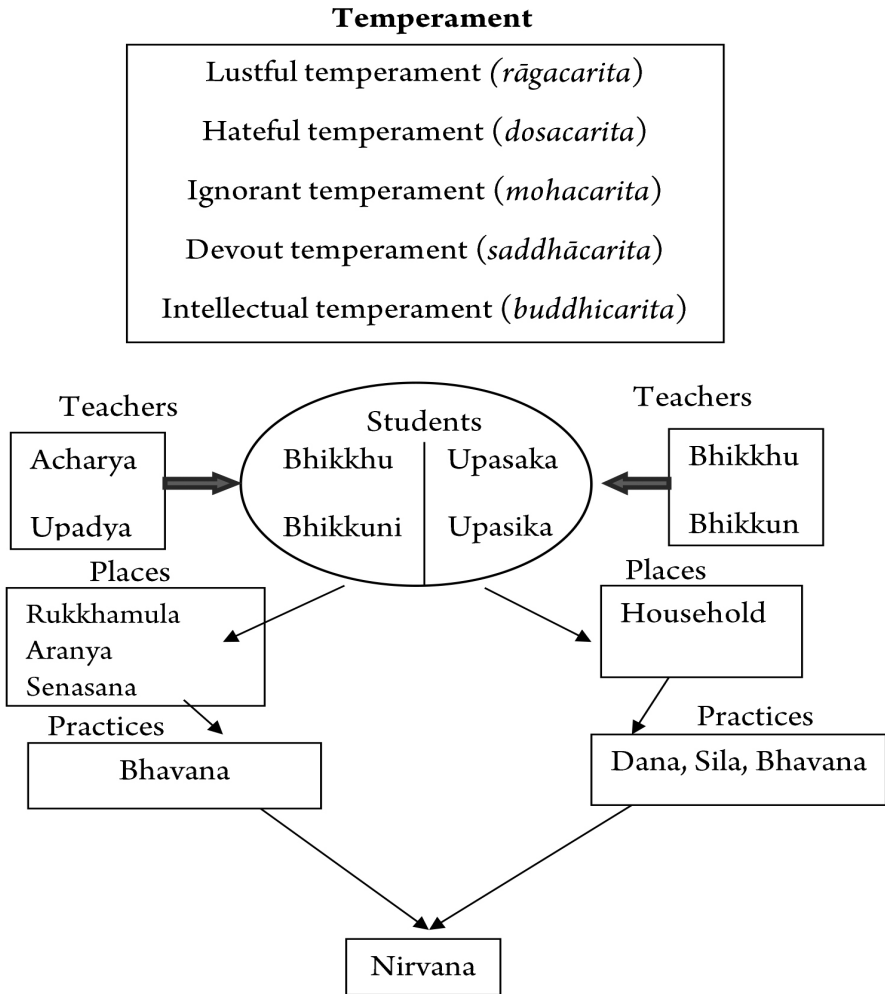 Temperament
Lustful temperament (rāgacarita)
Hateful temperament (dosacarita)
Ignorant temperament (mohacarita)
Devout temperament (saddhācarita)
Intellectual temperament (buddhicarita)
Teachers
Acharya
Upadya
Students
Bhikkhu
Bhikkuni
Upasaka
Upasika
Teachers
Bhikkhu
Bhikkun
Places
Rukkhamula
Aranya
Senasana
Practices
Bhavana
Places
Household
Practices
Dana, Sila, Bhavana
Nirvana